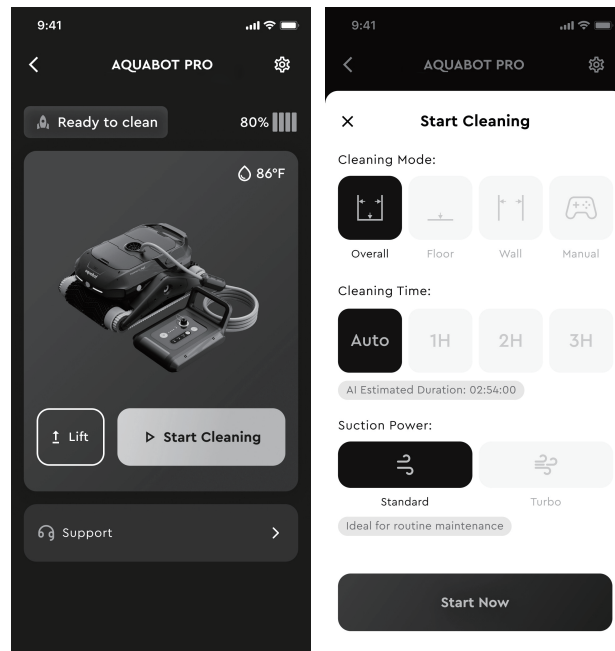 9:41
AQUABOT PRO
Ready to clean
80%
86°F
aquabot
Lift
Start Cleaning
Support
9:41
AQUABOT PRO
Start Cleaning
Cleaning Mode:
Overall Floor Wall Manual
Cleaning Time:
Auto 1H 2H 3H
AI Estimated Duration: 02:54:00
Suction Power:
Standard Turbo
Ideal for routine maintenance
Start Now